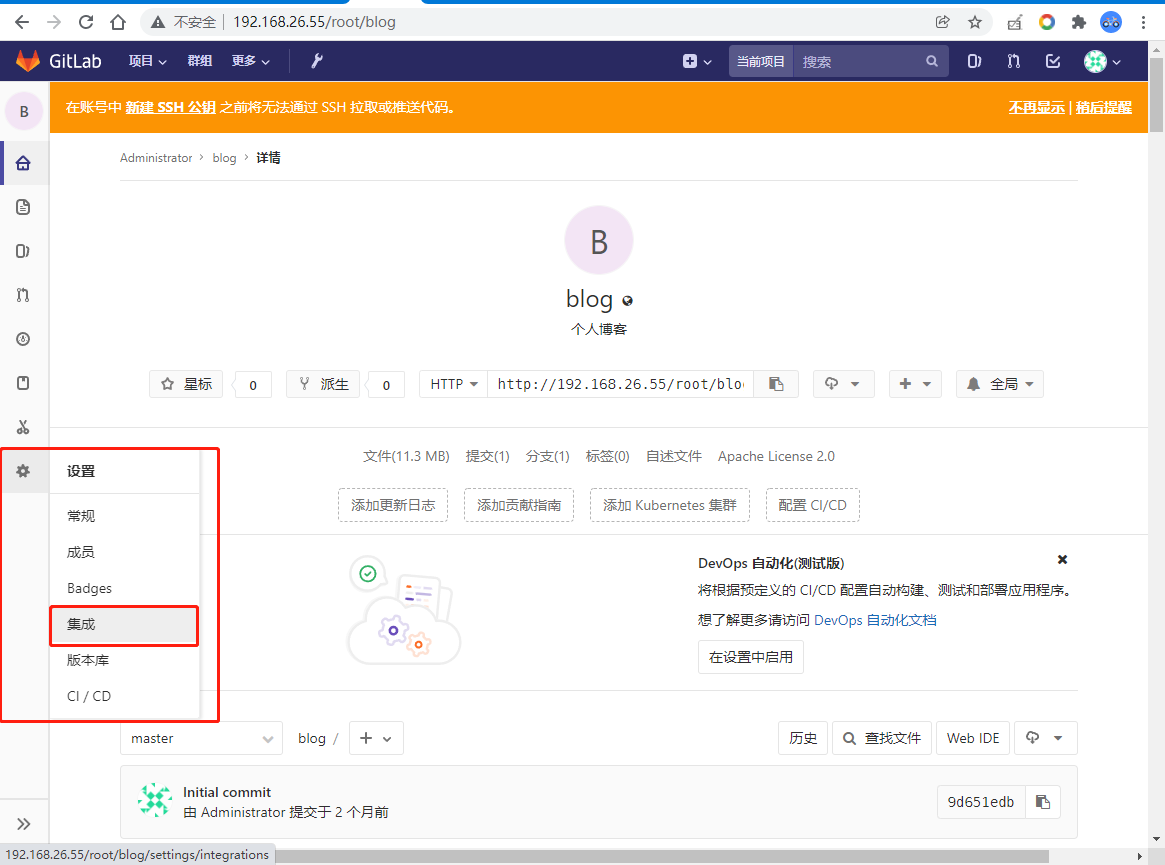 不安全 192.168.26.55/root/blog
GitLab 项目 群组 更多 当前项目 搜索
B
在账号中 新建 SSH 公钥 之前将无法通过 SSH 拉取或推送代码。 不再显示 | 稍后提醒
Administrator › blog › 详情
B
blog
个人博客
星标 0 派生 0 HTTP http://192.168.26.55/root/blo 全局
文件(11.3 MB) 提交(1) 分支(1) 标签(0) 自述文件 Apache License 2.0
添加更新日志 添加贡献指南 添加 Kubernetes 集群 配置 CI/CD
设置
常规
成员
Badges
集成
版本库
CI / CD
DevOps 自动化(测试版)
将根据预定义的 CI/CD 配置自动构建、测试和部署应用程序。
想了解更多请访问 DevOps 自动化文档
在设置中启用
master blog / 历史 查找文件 Web IDE
Initial commit
由 Administrator 提交于 2 个月前
9d651edb
192.168.26.55/root/blog/settings/integrations